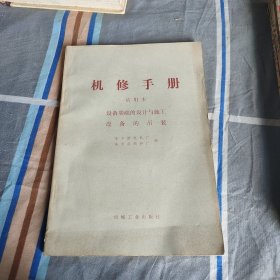 机修手册
试用本
设备基础的设计与施工
设备的吊装
机械工业出版社